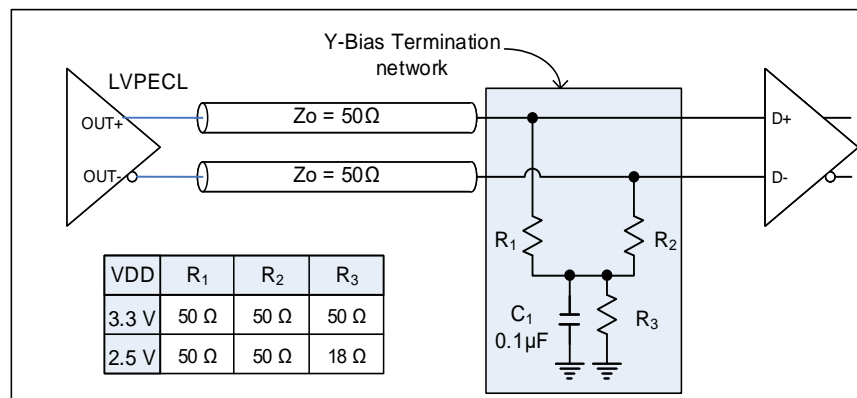 Y-Bias Termination
network
LVPECL
OUT+
Zo = 50Ω
D+
OUT-
Zo = 50Ω
D-
R₁
R₂
VDD R₁ R₂ R₃
3.3 V 50 Ω 50 Ω 50 Ω
2.5 V 50 Ω 50 Ω 18 Ω
C₁
0.1µF
R₃